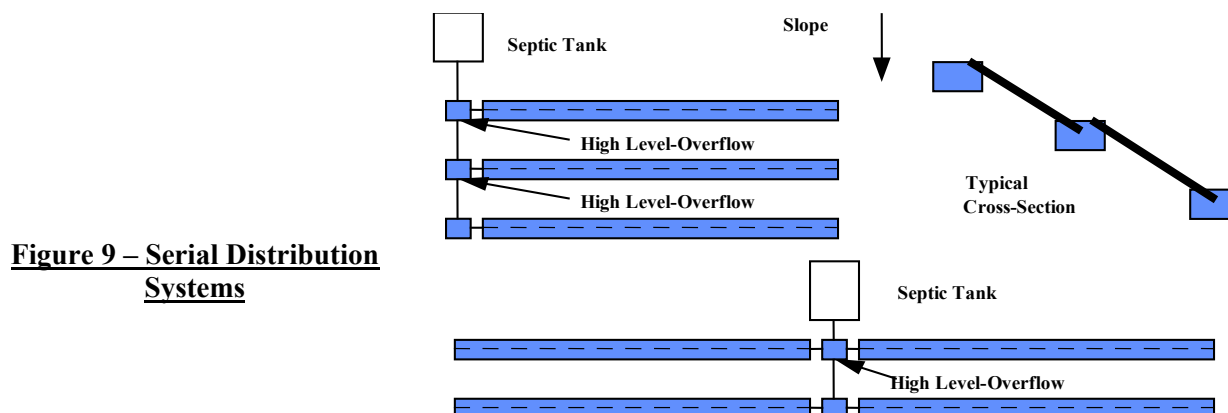 Septic Tank
Slope
High Level-Overflow
High Level-Overflow
Typical
Cross-Section
Figure 9 – Serial Distribution
Systems
Septic Tank
High Level-Overflow